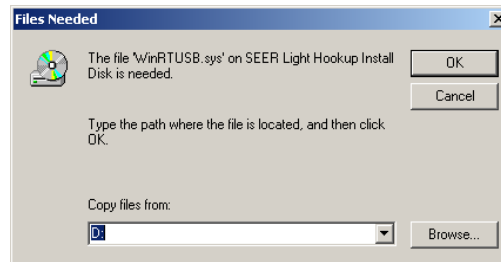 Files Needed
The file 'WinRTUSB.sys' on SEER Light Hookup Install
Disk is needed.
OK
Cancel
Type the path where the file is located, and then click
OK.
Copy files from:
D:
Browse...